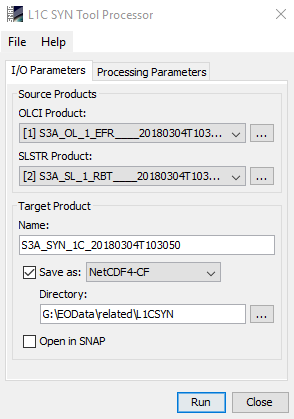 L1C SYN Tool Processor
File Help
I/O Parameters Processing Parameters
Source Products
OLCI Product:
[1] S3A_OL_1_EFR____20180304T103... ...
SLSTR Product:
[2] S3A_SL_1_RBT____20180304T103... ...
Target Product
Name:
S3A_SYN_1C_20180304T103050
Save as: NetCDF4-CF
Directory:
G:\EOData\related\L1CSYN ...
Open in SNAP
Run Close